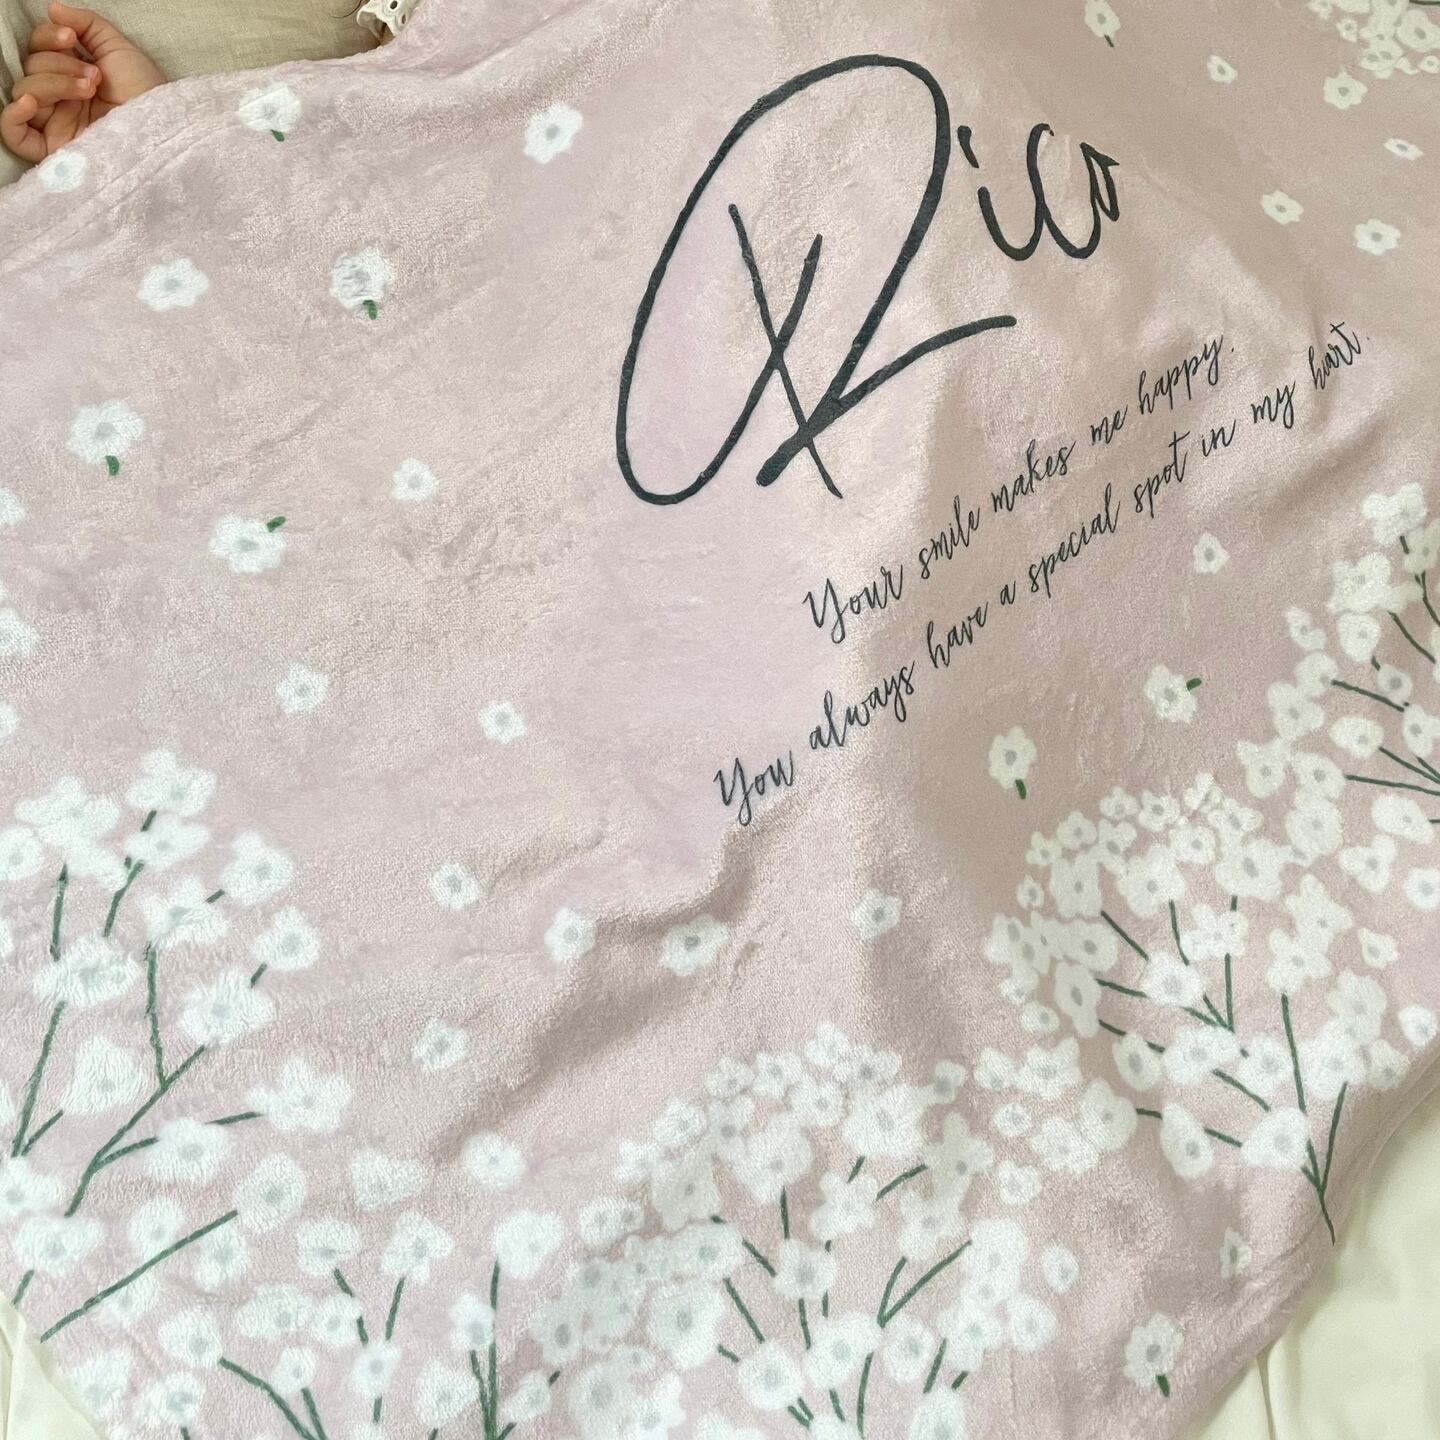 Rico
Your smile makes me happy.
You always have a special spot in my hart.